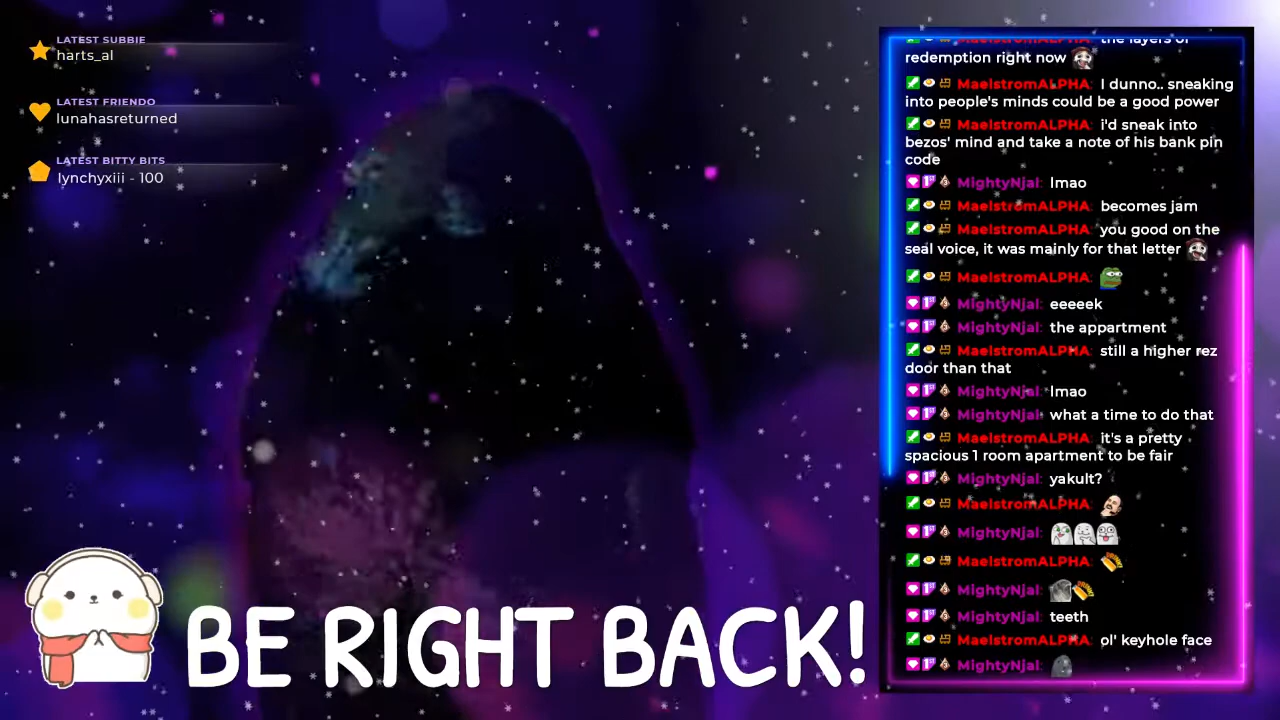 LATEST SUBBIE
harts_al
LATEST FRIENDO
lunahasreturned
LATEST BITTY BITS
lynchyxiii - 100
BE RIGHT BACK!
MaelstromALPHA: the layers of
redemption right now
MaelstromALPHA: I dunno.. sneaking
into people's minds could be a good power
MaelstromALPHA: i'd sneak into
bezos' mind and take a note of his bank pin
code
MightyNjal: lmao
MaelstromALPHA: becomes jam
MaelstromALPHA: you good on the
seal voice, it was mainly for that letter
MaelstromALPHA:
MightyNjal: eeeeek
MightyNjal: the appartment
MaelstromALPHA: still a higher rez
door than that
MightyNjal: lmao
MightyNjal: what a time to do that
MaelstromALPHA: it's a pretty
spacious 1 room apartment to be fair
MightyNjal: yakult?
MaelstromALPHA:
MightyNjal:
MaelstromALPHA:
MightyNjal:
MightyNjal: teeth
MaelstromALPHA: ol' keyhole face
MightyNjal: